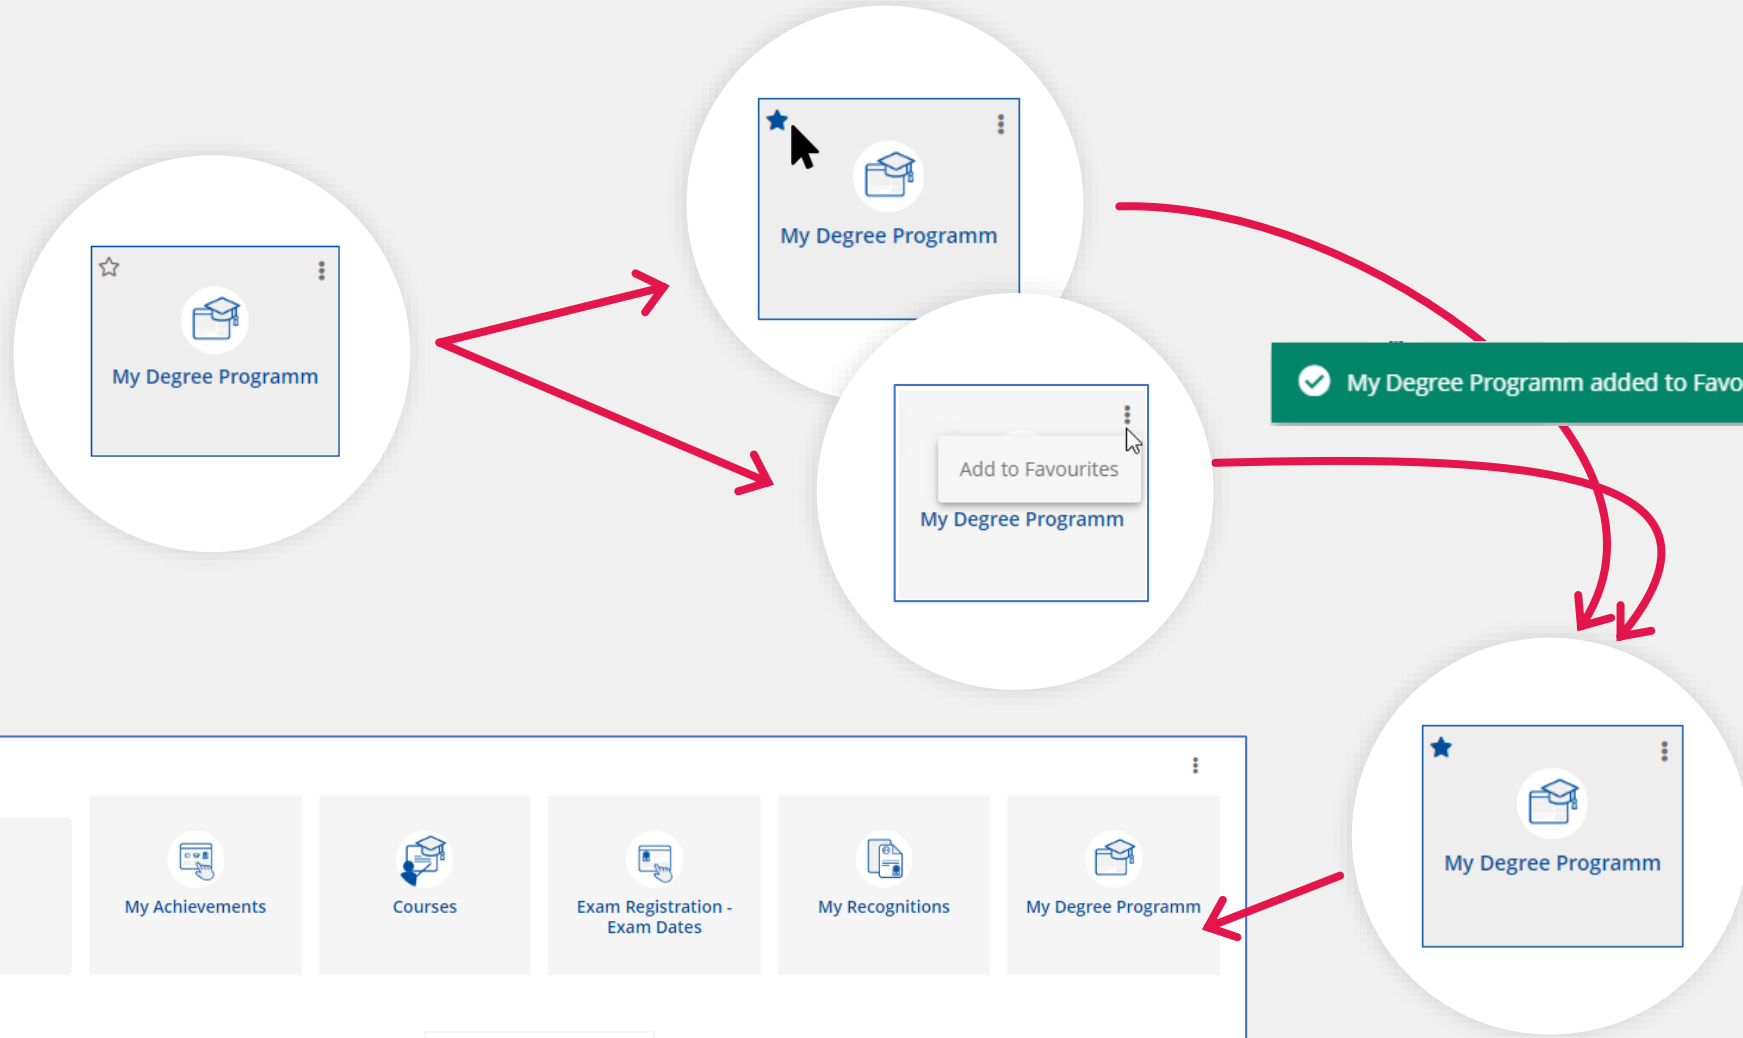 My Degree Programm
My Degree Programm
Add to Favourites
My Degree Programm
My Degree Programm added to Favo
My Degree Programm
My Achievements
Courses
Exam Registration -
Exam Dates
My Recognitions
My Degree Programm